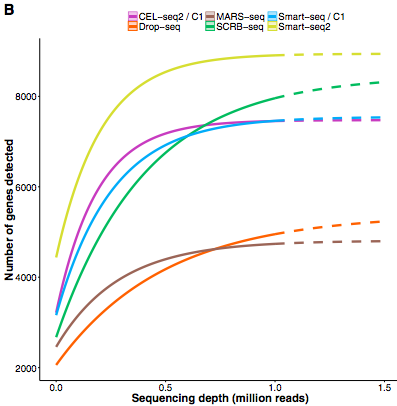 B
CEL-seq2 / C1 MARS-seq Smart-seq / C1
Drop-seq SCRB-seq Smart-seq2
Number of genes detected
8000
6000
4000
2000
0.0 0.5 1.0 1.5
Sequencing depth (million reads)